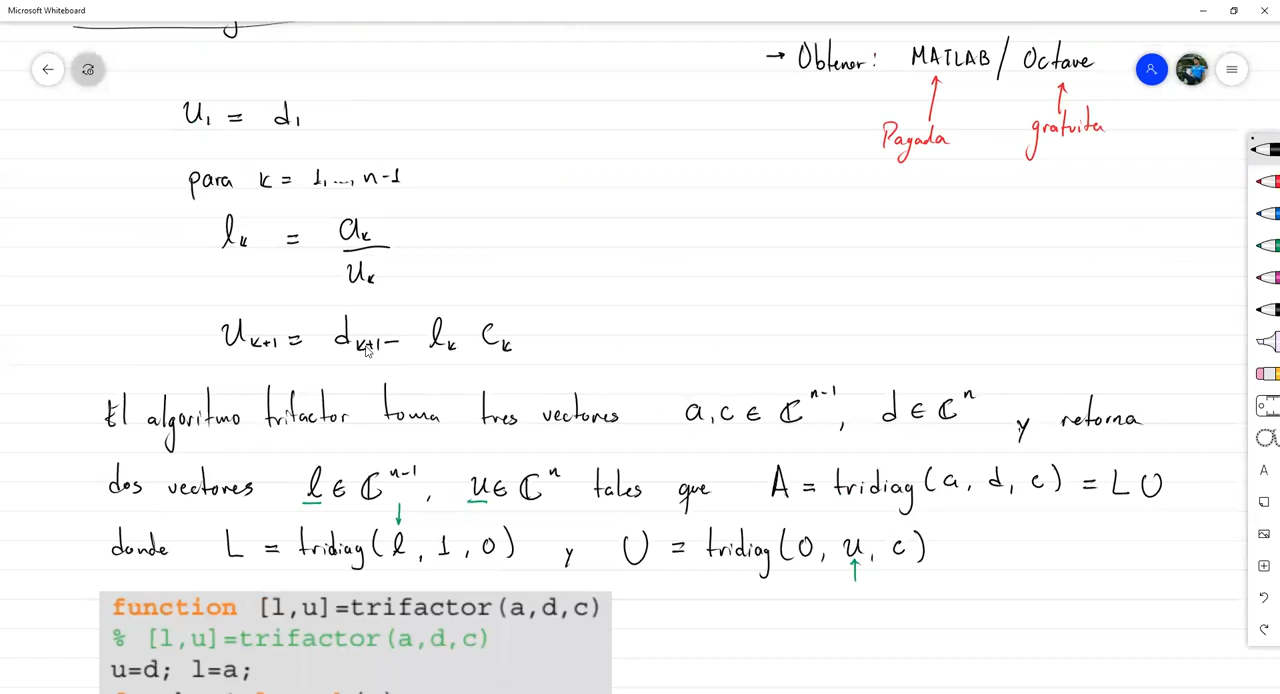 Microsoft Whiteboard
→ Obtener: MATLAB / Octave
Pagada gratuita
u₁ = d₁
para k = 1, ..., n-1
lₖ = aₖ / uₖ
uₖ₊₁ = dₖ₊₁ - lₖ cₖ
El algoritmo trifactor toma tres vectores a, c ∈ ℂⁿ⁻¹, d ∈ ℂⁿ y retorna
dos vectores l ∈ ℂⁿ⁻¹, u ∈ ℂⁿ tales que A = tridiag(a, d, c) = L U
donde L = tridiag(l, 1, 0) y U = tridiag(0, u, c)
function [l,u]=trifactor(a,d,c)
% [l,u]=trifactor(a,d,c)
u=d; l=a;
A